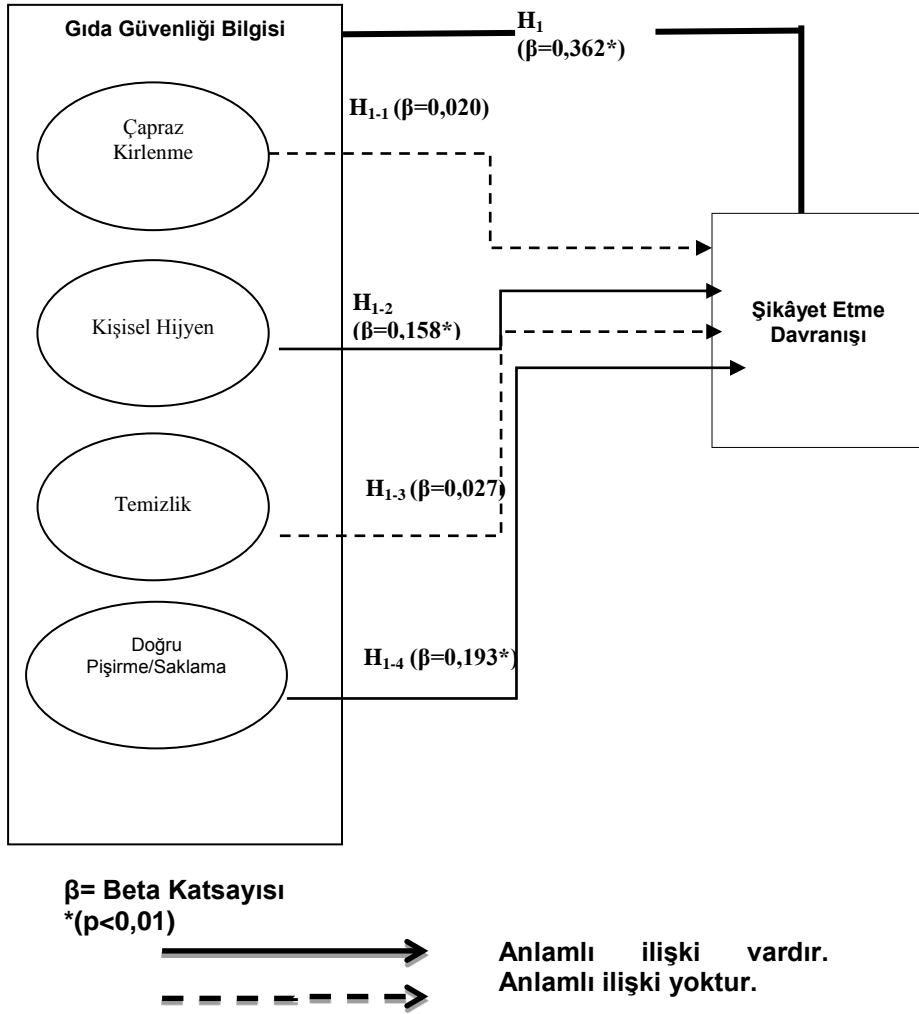 Gıda Güvenliği Bilgisi
H1
(β=0,362*)
H1-1 (β=0,020)
Çapraz
Kirlenme
H1-2
(β=0,158*)
Kişisel Hijyen
Şikâyet Etme
Davranışı
H1-3 (β=0,027)
Temizlik
Doğru
Pişirme/Saklama
H1-4 (β=0,193*)
β= Beta Katsayısı
*(p<0,01)
Anlamlı ilişki vardır.
Anlamlı ilişki yoktur.